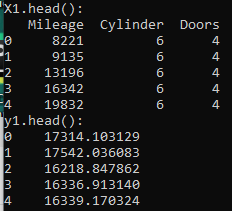 X1.head():
Mileage Cylinder Doors
0 8221 6 4
1 9135 6 4
2 13196 6 4
3 16342 6 4
4 19832 6 4
y1.head():
0 17314.103129
1 17542.036083
2 16218.847862
3 16336.913140
4 16339.170324